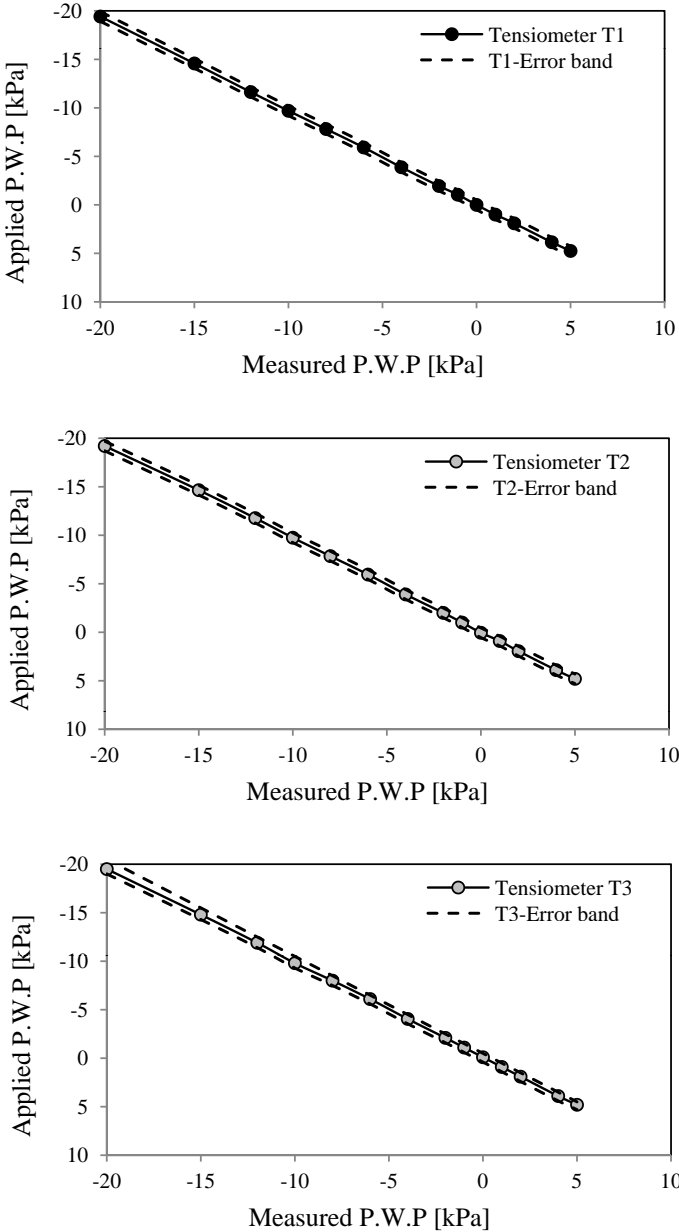 -20
Tensiometer T1
T1-Error band
-15
-10
-5
0
5
10
Applied P.W.P [kPa]
-20 -15 -10 -5 0 5 10
Measured P.W.P [kPa]
-20
Tensiometer T2
T2-Error band
-15
-10
-5
0
5
10
Applied P.W.P [kPa]
-20 -15 -10 -5 0 5 10
Measured P.W.P [kPa]
-20
Tensiometer T3
T3-Error band
-15
-10
-5
0
5
10
Applied P.W.P [kPa]
-20 -15 -10 -5 0 5 10
Measured P.W.P [kPa]